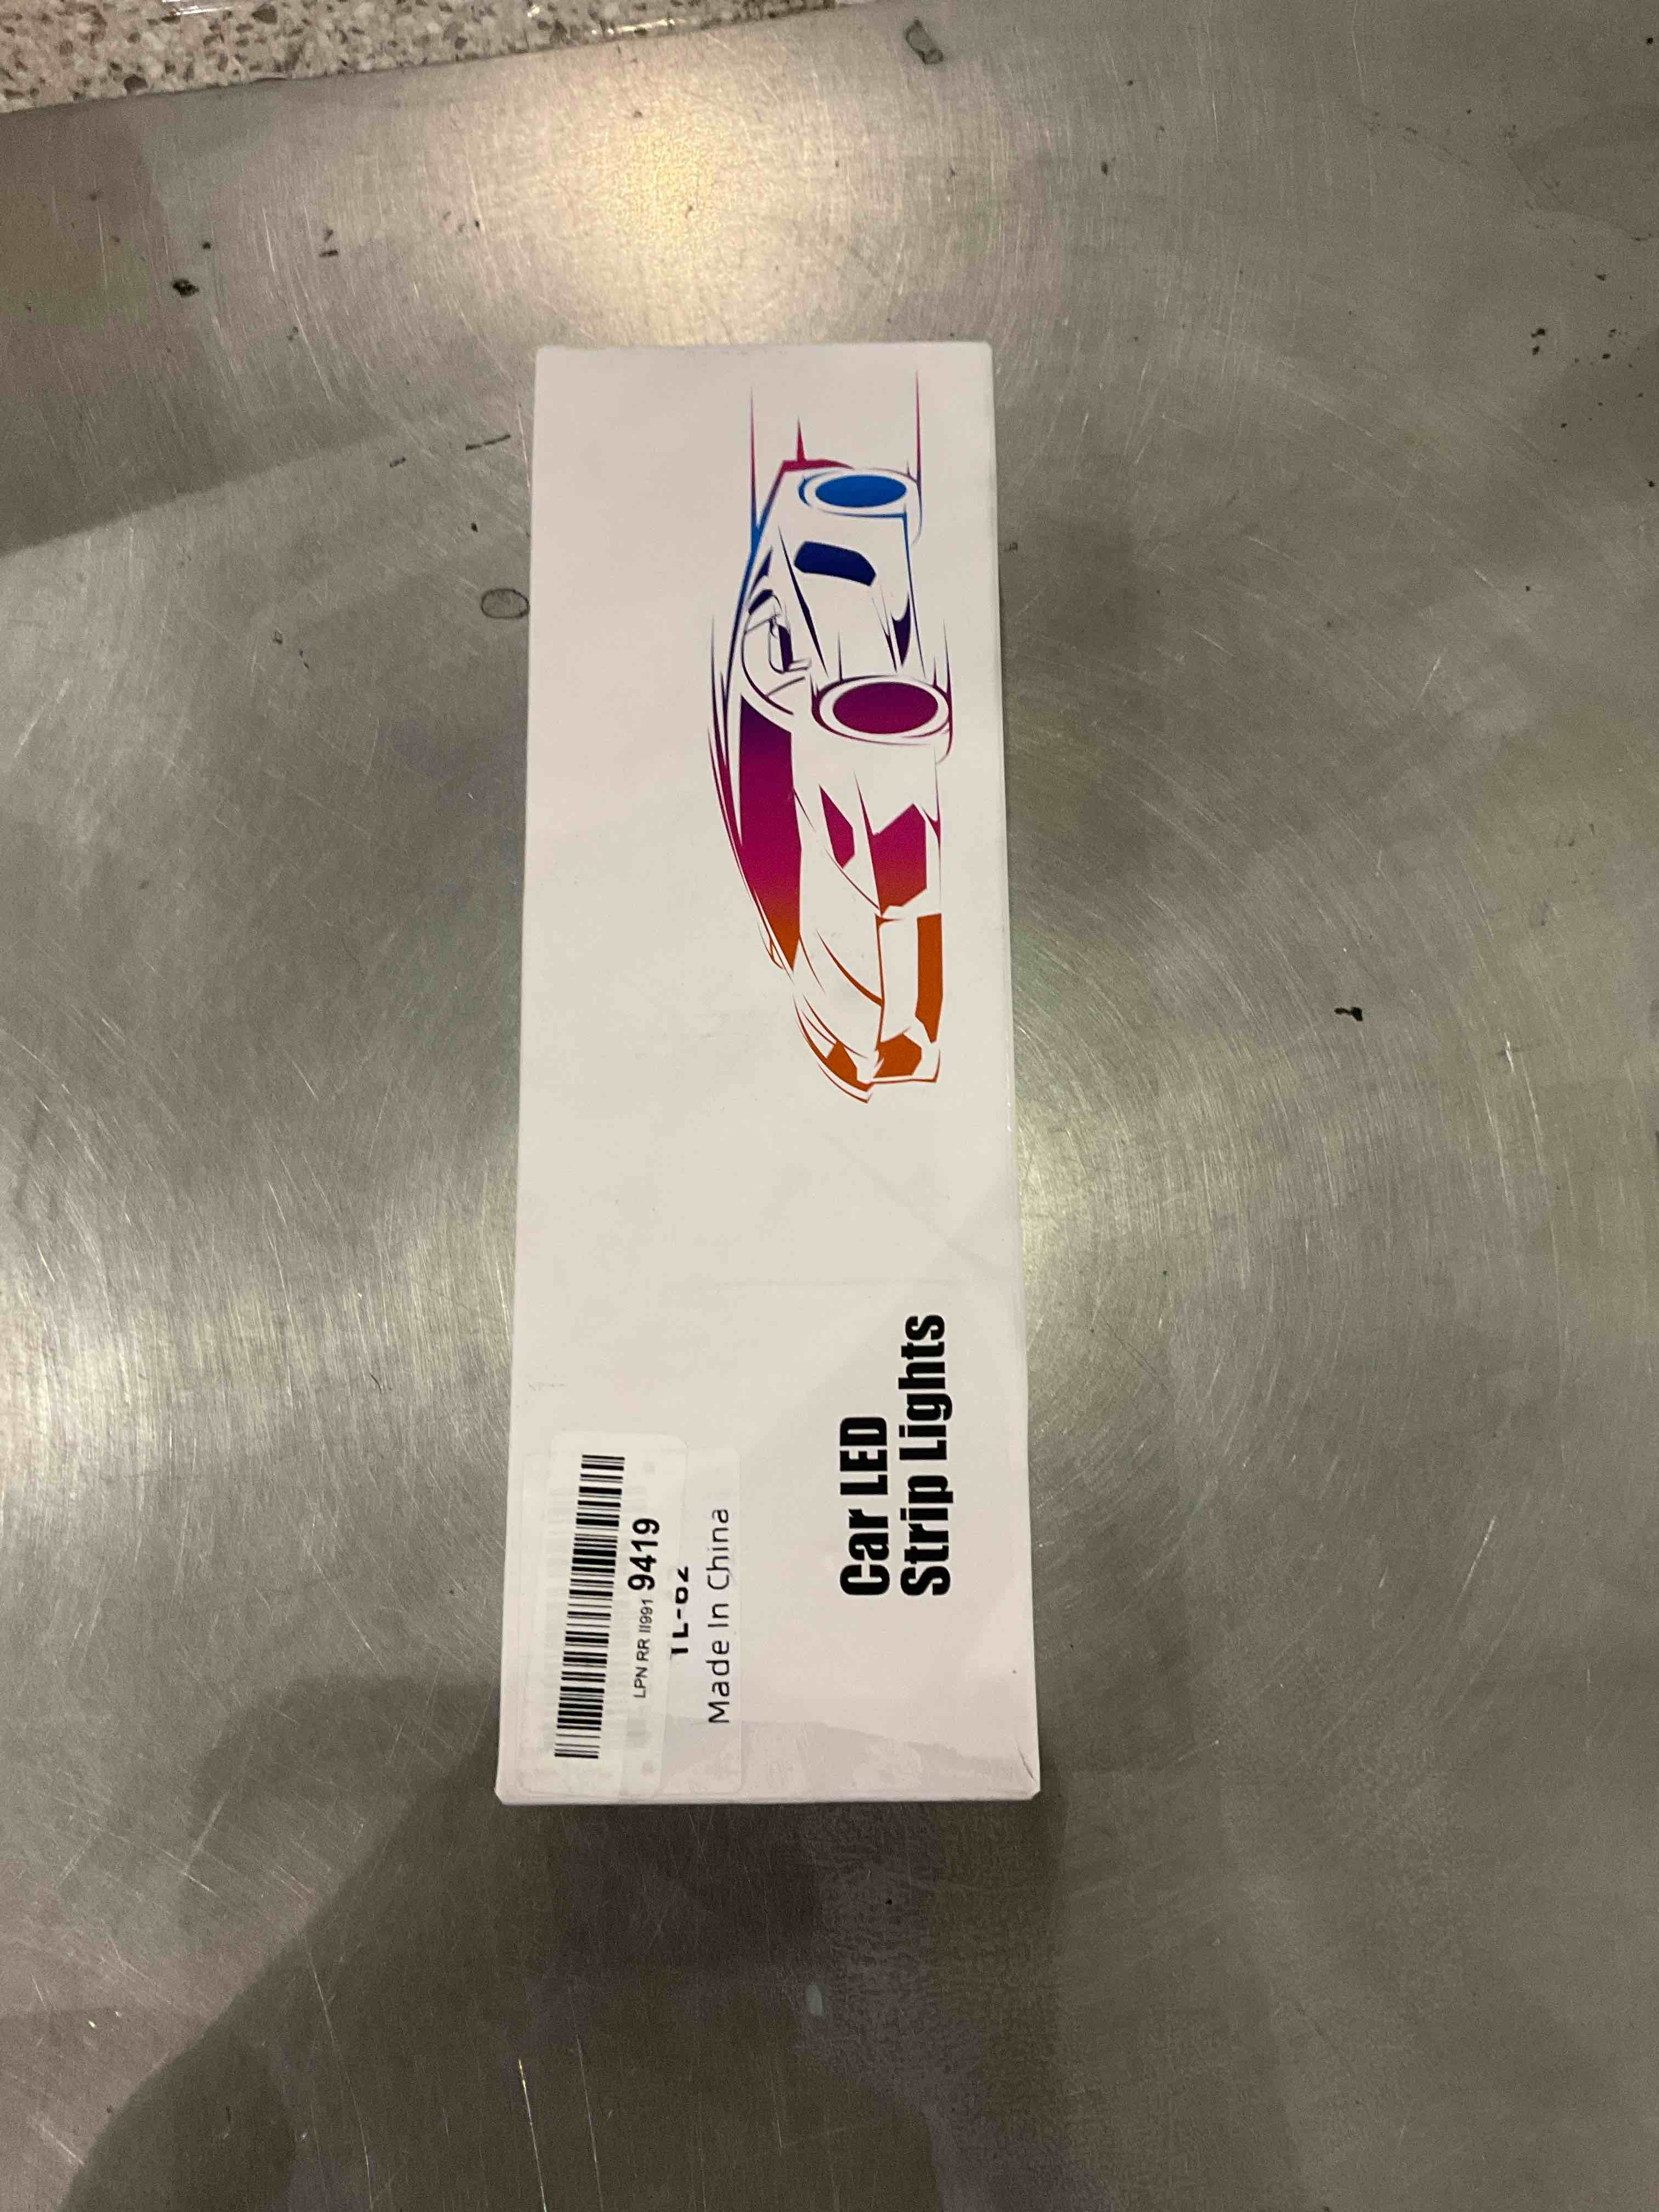 LPN RR II991 9419
Made In China
Car LED
Strip Lights